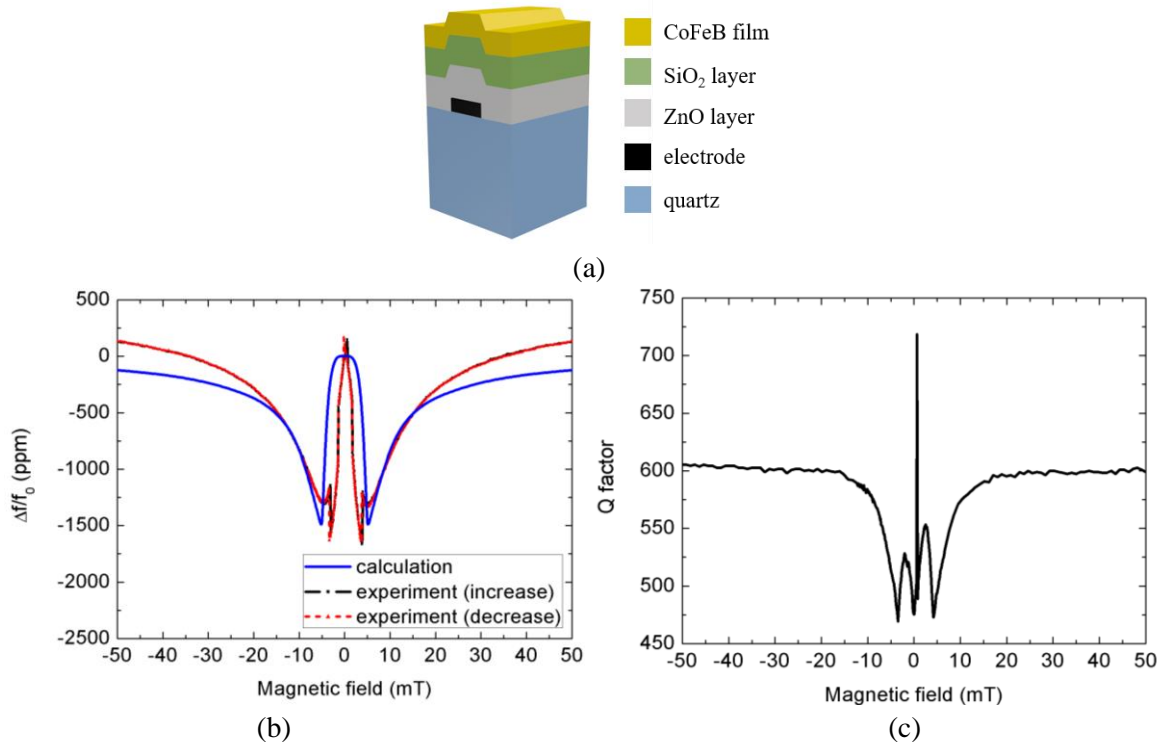 CoFeB film
SiO₂ layer
ZnO layer
electrode
quartz
(a)
500
0
-500
-1000
-1500
-2000
-2500
Δf/f₀ (ppm)
calculation
experiment (increase)
experiment (decrease)
-50 -40 -30 -20 -10 0 10 20 30 40 50
Magnetic field (mT)
(b)
750
700
650
600
550
500
450
Q factor
-50 -40 -30 -20 -10 0 10 20 30 40 50
Magnetic field (mT)
(c)